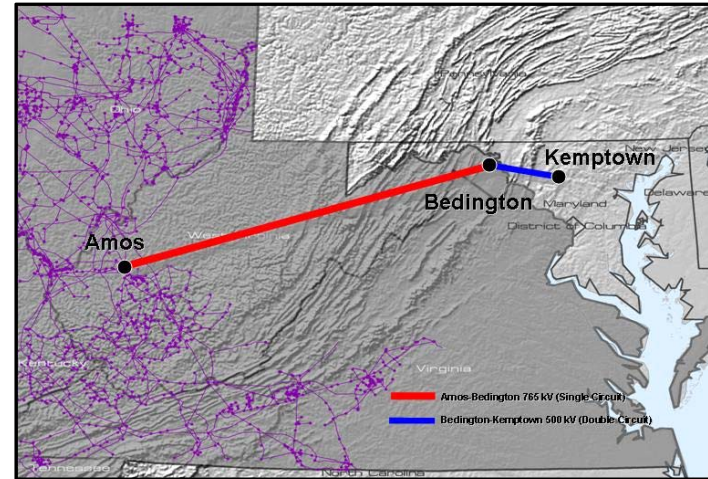 Pennsylvania
Ohio
New Jersey
Kemptown
Delaware
Bedington
Maryland
District of Columbia
West Virginia
Amos
Kentucky
Virginia
Amos-Bedington 765 kV (Single Circuit)
Bedington-Kemptown 500 kV (Double Circuit)
Tennessee
North Carolina